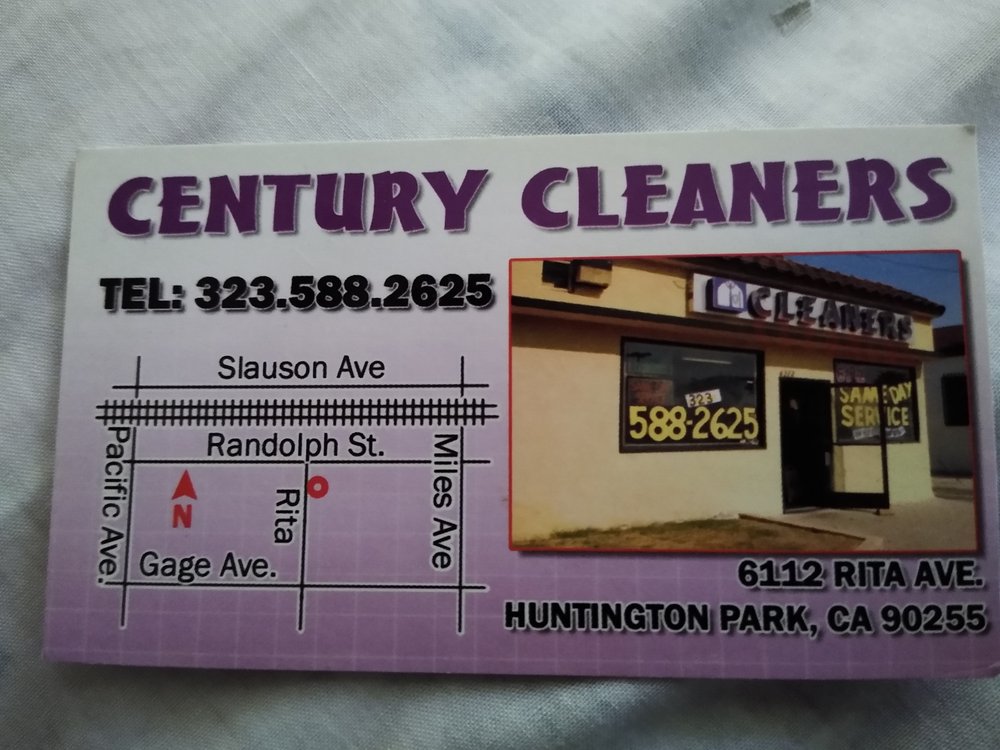 CENTURY CLEANERS
TEL: 323.588.2625
Slauson Ave
Randolph St.
Pacific Ave.
Rita
Miles Ave
N
Gage Ave.
CLEANERS
323
588-2625
SAME DAY
SERVICE
6112 RITA AVE.
HUNTINGTON PARK, CA 90255